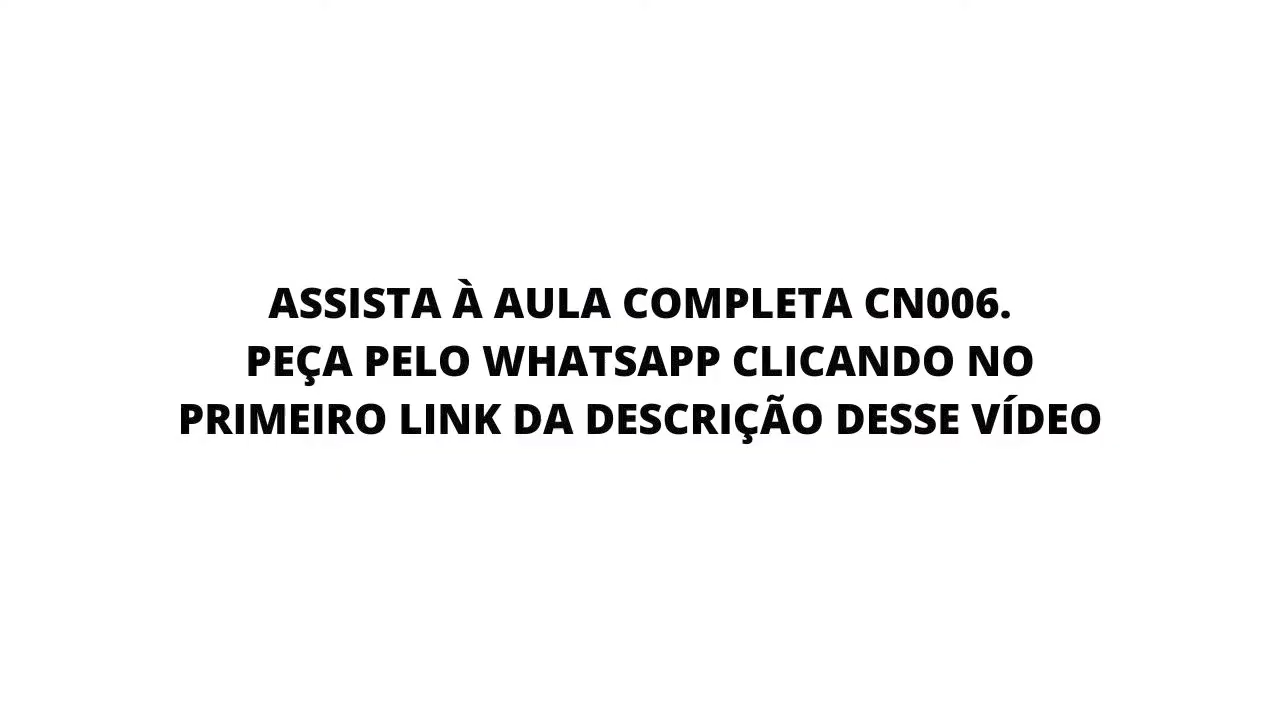 ASSISTA À AULA COMPLETA CN006.
PEÇA PELO WHATSAPP CLICANDO NO
PRIMEIRO LINK DA DESCRIÇÃO DESSE VÍDEO